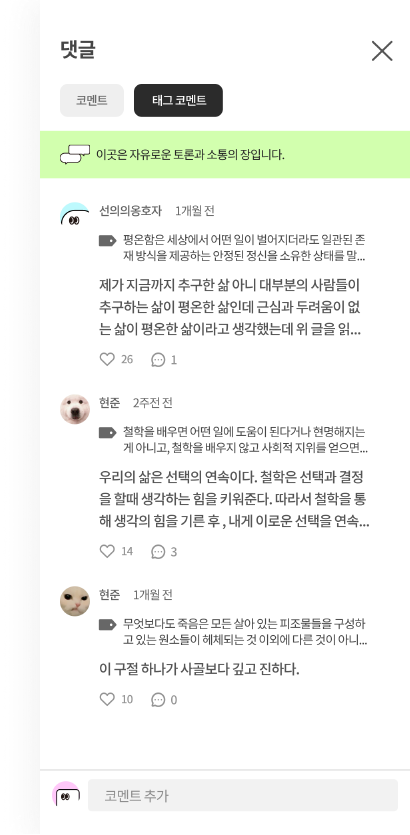 댓글
코멘트 태그 코멘트
이곳은 자유로운 토론과 소통의 장입니다.
선의의옹호자 1개월 전
평온함은 세상에서 어떤 일이 벌어지더라도 일관된 존
재 방식을 제공하는 안정된 정신을 소유한 상태를 말...
제가 지금까지 추구한 삶 아니 대부분의 사람들이
추구하는 삶이 평온한 삶인데 근심과 두려움이 없
는 삶이 평온한 삶이라고 생각했는데 위 글을 읽...
26 1
현준 2주전 전
철학을 배우면 어떤 일에 도움이 된다거나 현명해지는
게 아니고, 철학을 배우지 않고 사회적 지위를 얻으면...
우리의 삶은 선택의 연속이다. 철학은 선택과 결정
을 할때 생각하는 힘을 키워준다. 따라서 철학을 통
해 생각의 힘을 기른 후 , 내게 이로운 선택을 연속...
14 3
현준 1개월 전
무엇보다도 죽음은 모든 살아 있는 피조물들을 구성하
고 있는 원소들이 헤체되는 것 이외에 다른 것이 아니...
이 구절 하나가 사골보다 깊고 진하다.
10 0
코멘트 추가